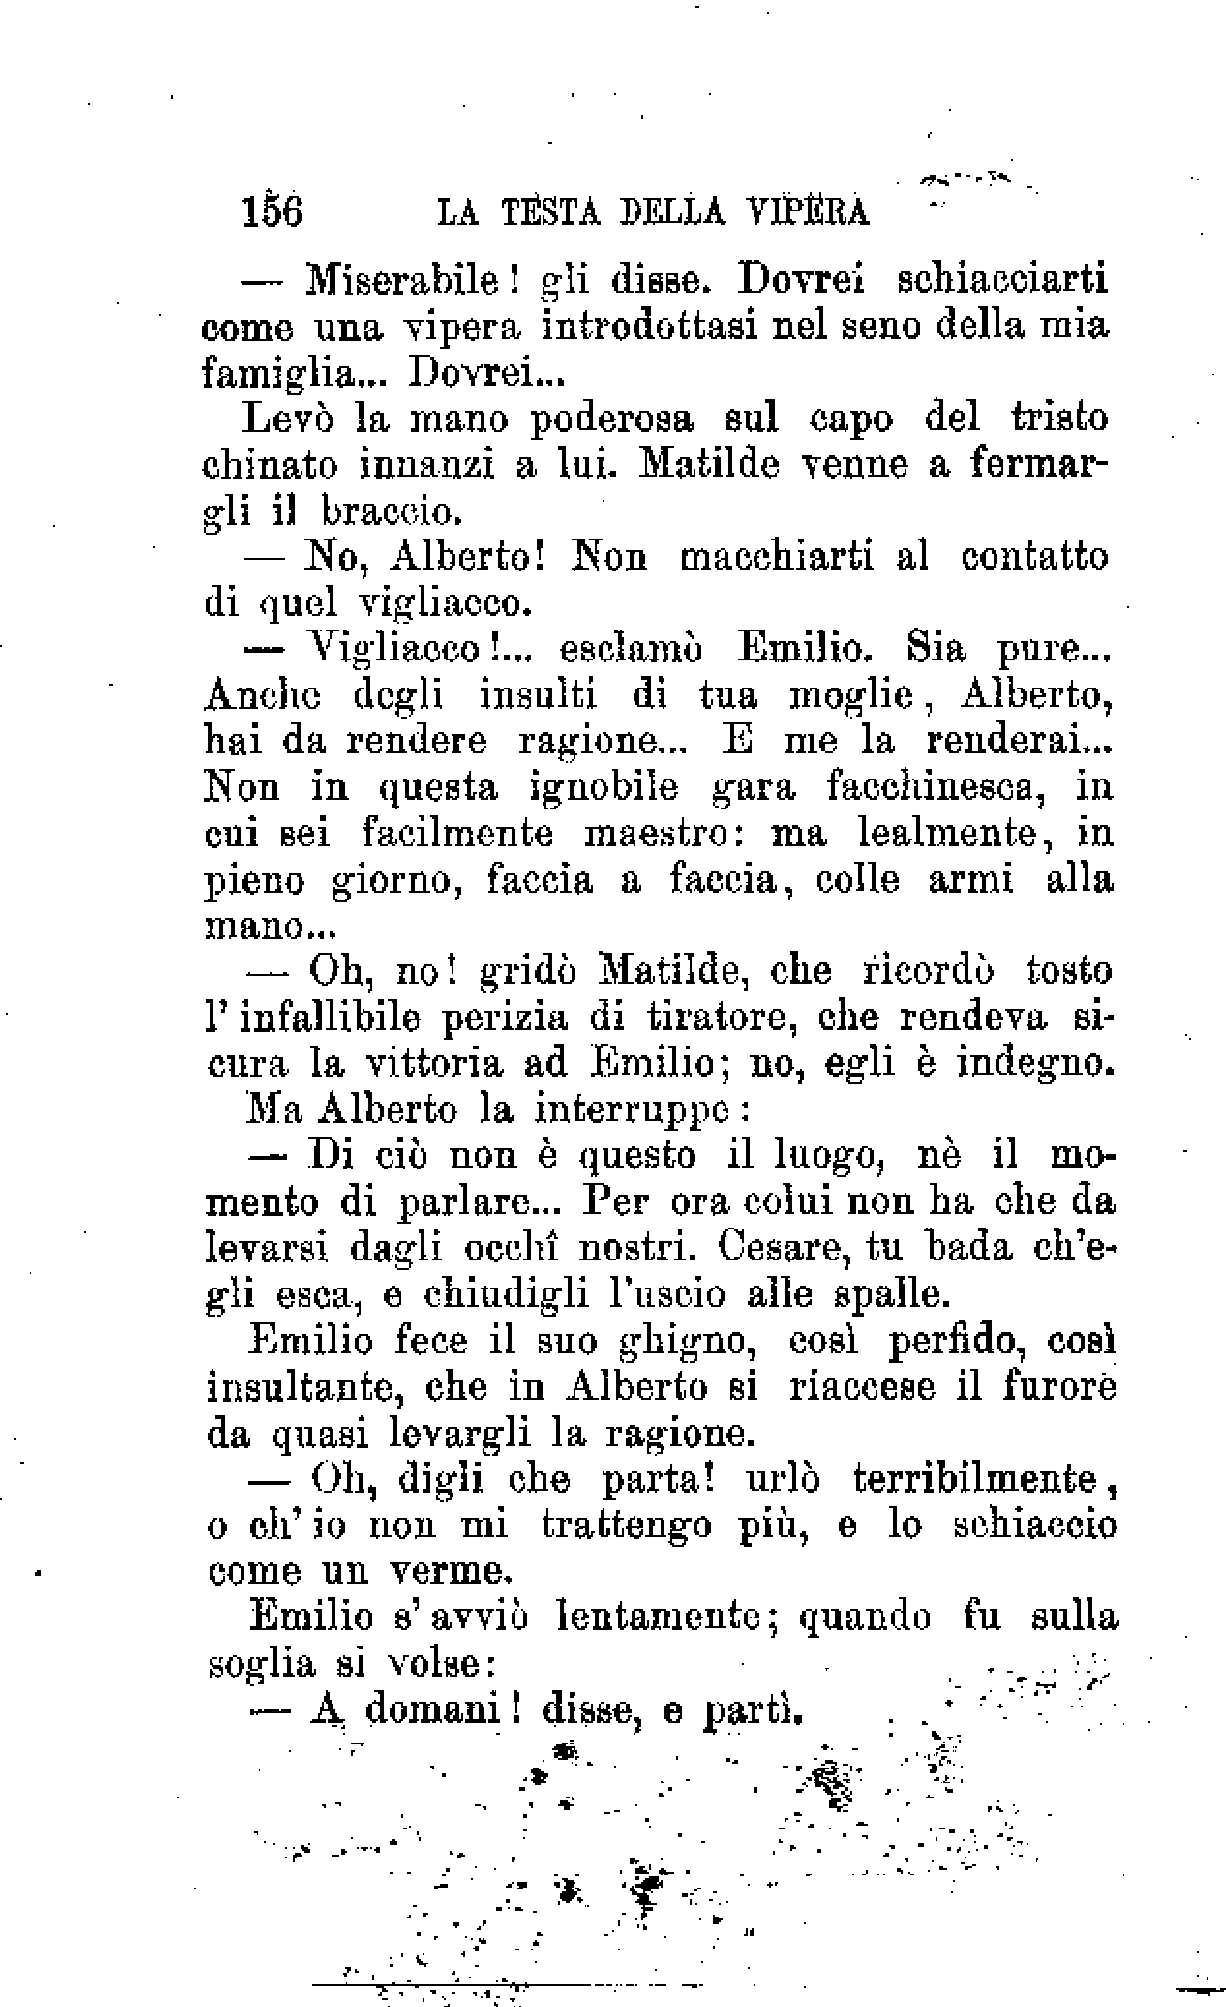 156 LA TESTA DELLA VIPERA
— Miserabile! gli disse. Dovrei schiacciarti
come una vipera introdottasi nel seno della mia
famiglia... Dovrei...
Levò la mano poderosa sul capo del tristo
chinato innanzi a lui. Matilde venne a fermar-
gli il braccio.
— No, Alberto! Non macchiarti al contatto
di quel vigliacco.
— Vigliacco!... esclamò Emilio. Sia pure...
Anche degli insulti di tua moglie, Alberto,
hai da rendere ragione... E me la renderai...
Non in questa ignobile gara facchinesca, in
cui sei facilmente maestro: ma lealmente, in
pieno giorno, faccia a faccia, colle armi alla
mano...
— Oh, no! gridò Matilde, che ricordò tosto
l'infallibile perizia di tiratore, che rendeva si-
cura la vittoria ad Emilio; no, egli è indegno.
Ma Alberto la interruppe:
— Di ciò non è questo il luogo, nè il mo-
mento di parlare... Per ora colui non ha che da
levarsi dagli occhî nostri. Cesare, tu bada ch'e-
gli esca, e chiudigli l'uscio alle spalle.
Emilio fece il suo ghigno, così perfido, così
insultante, che in Alberto si riaccese il furore
da quasi levargli la ragione.
— Oh, digli che parta! urlò terribilmente,
o ch'io non mi trattengo più, e lo schiaccio
come un verme.
Emilio s'avviò lentamente; quando fu sulla
soglia si volse:
— A domani! disse, e partì.